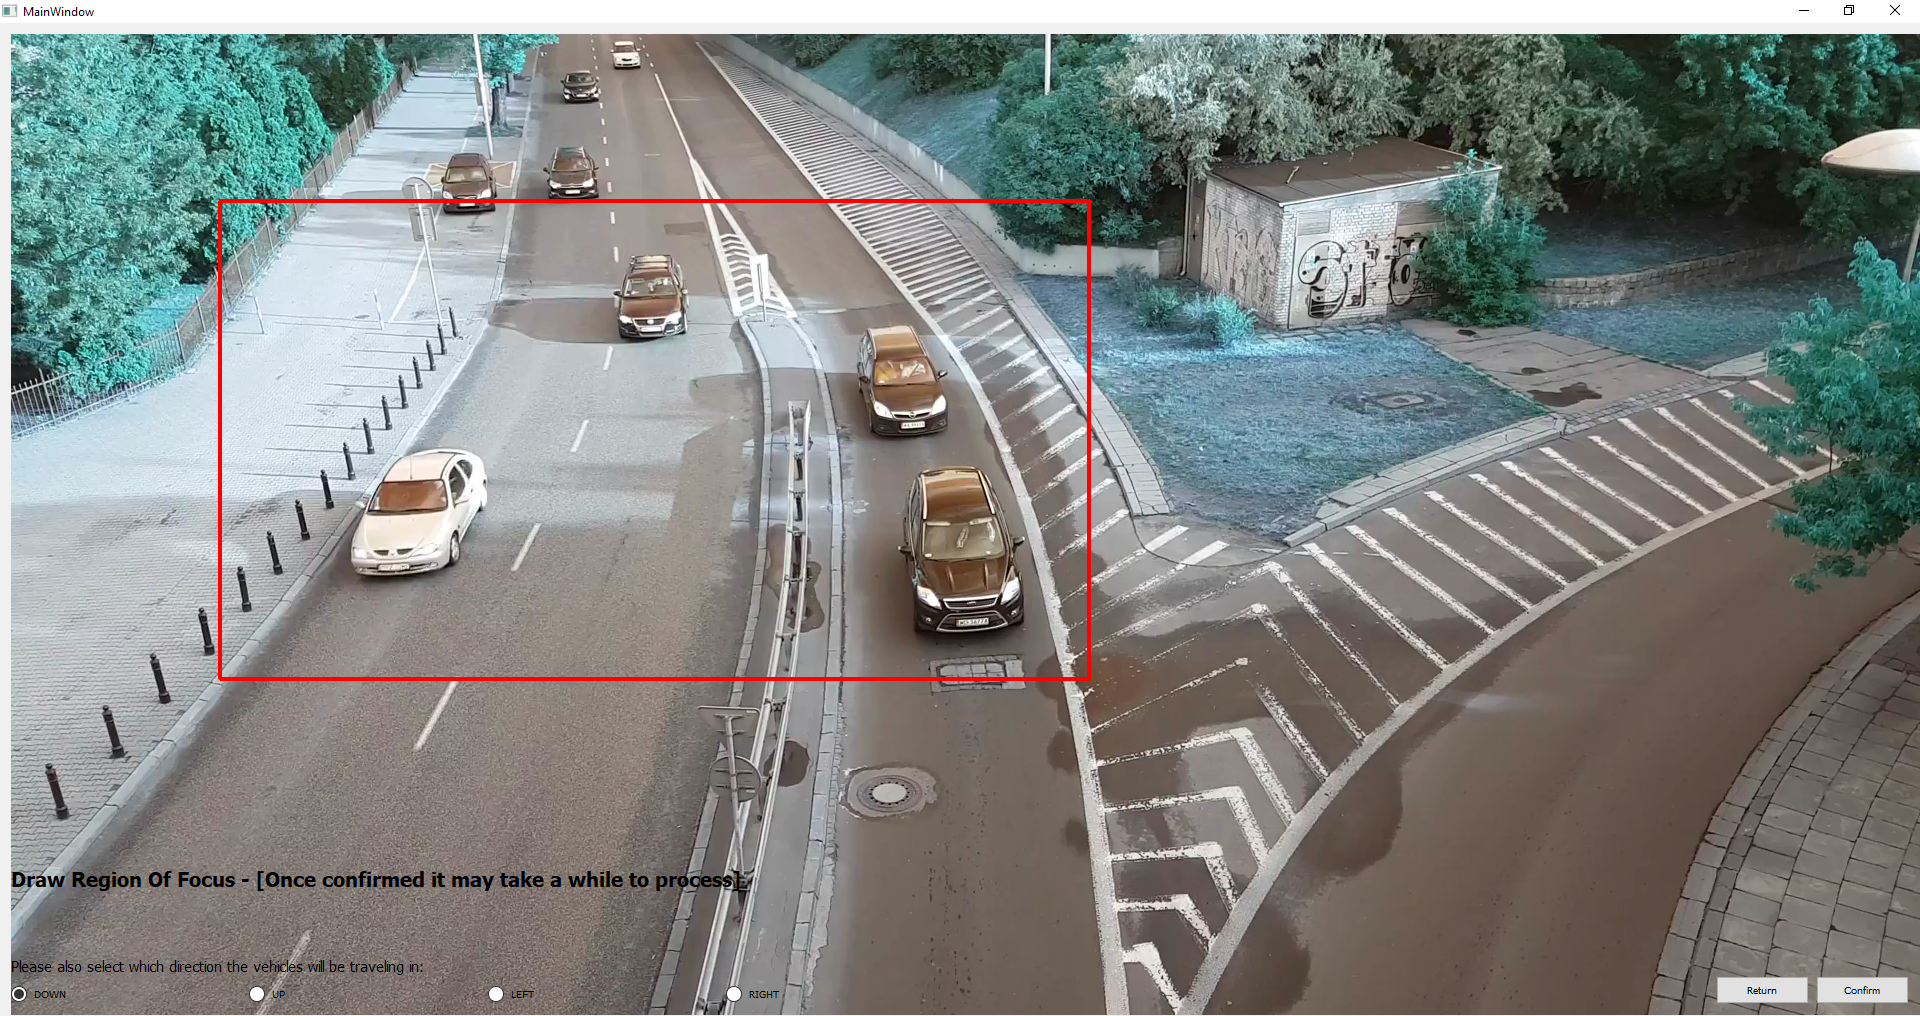 MainWindow
Draw Region Of Focus - [Once confirmed it may take a while to process]
Please also select which direction the vehicles will be traveling in:
DOWN UP LEFT RIGHT
Return Confirm